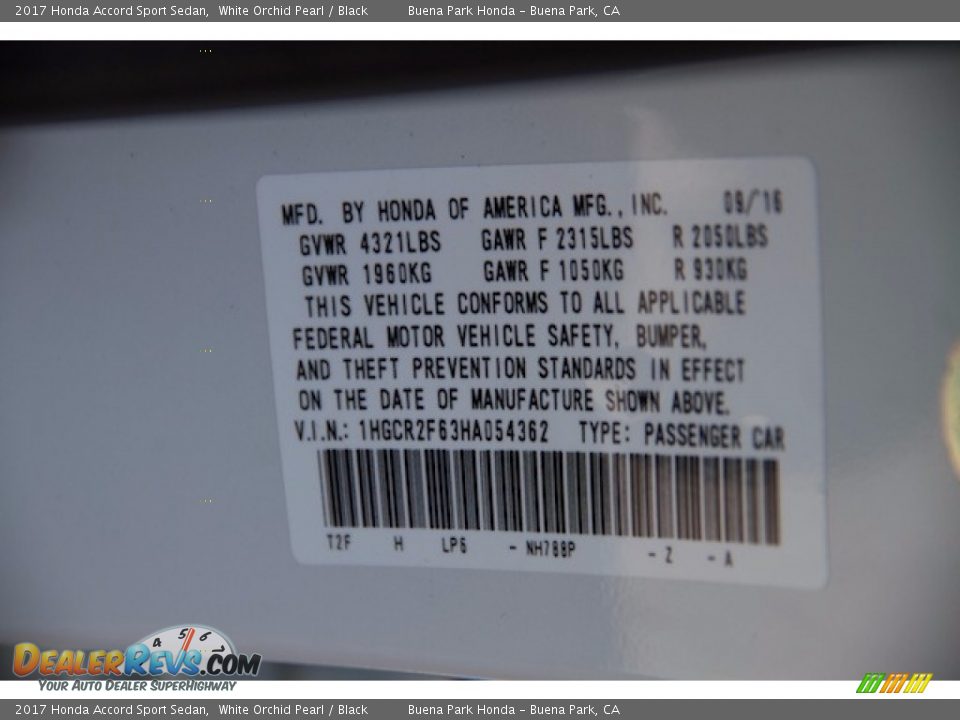 2017 Honda Accord Sport Sedan, White Orchid Pearl / Black Buena Park Honda – Buena Park, CA
MFD. BY HONDA OF AMERICA MFG., INC. 09/16
GVWR 4321LBS GAWR F 2315LBS R 2050LBS
GVWR 1960KG GAWR F 1050KG R 930KG
THIS VEHICLE CONFORMS TO ALL APPLICABLE
FEDERAL MOTOR VEHICLE SAFETY, BUMPER,
AND THEFT PREVENTION STANDARDS IN EFFECT
ON THE DATE OF MANUFACTURE SHOWN ABOVE.
V.I.N.: 1HGCR2F63HA054362 TYPE: PASSENGER CAR
T2F H LP6 - NH788P - Z - A
4 5 6 7
DEALERREVS.COM
YOUR AUTO DEALER SUPERHIGHWAY
2017 Honda Accord Sport Sedan, White Orchid Pearl / Black Buena Park Honda – Buena Park, CA